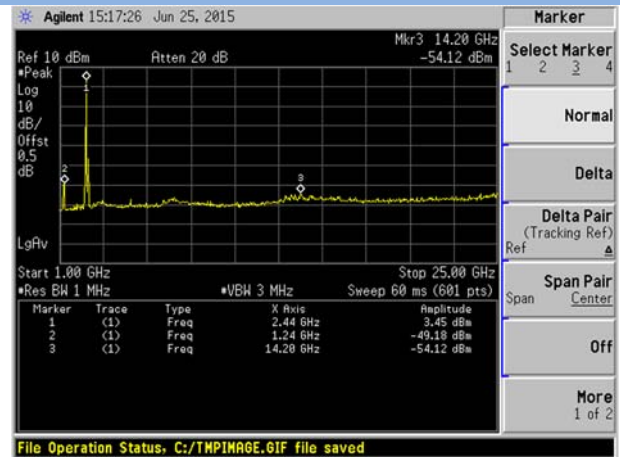 Agilent 15:17:26 Jun 25, 2015
Marker
Mkr3 14.20 GHz
Ref 10 dBm Atten 20 dB -54.12 dBm
#Peak
Log
10
dB/
Offst
0.5
dB
LgAv
1
2
3
Start 1.00 GHz Stop 25.00 GHz
#Res BW 1 MHz #VBW 3 MHz Sweep 60 ms (601 pts)
Marker Trace Type X Axis Amplitude
1 (1) Freq 2.44 GHz 3.45 dBm
2 (1) Freq 1.24 GHz -49.18 dBm
3 (1) Freq 14.20 GHz -54.12 dBm
Select Marker
1 2 3 4
Normal
Delta
Delta Pair
(Tracking Ref)
Ref Δ
Span Pair
Span Center
Off
More
1 of 2
File Operation Status, C:/TMPIMAGE.GIF file saved